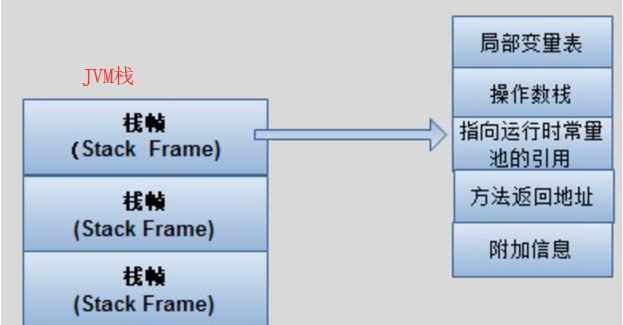 JVM栈
栈帧
(Stack Frame)
栈帧
(Stack Frame)
栈帧
(Stack Frame)
局部变量表
操作数栈
指向运行时常量
池的引用
方法返回地址
附加信息